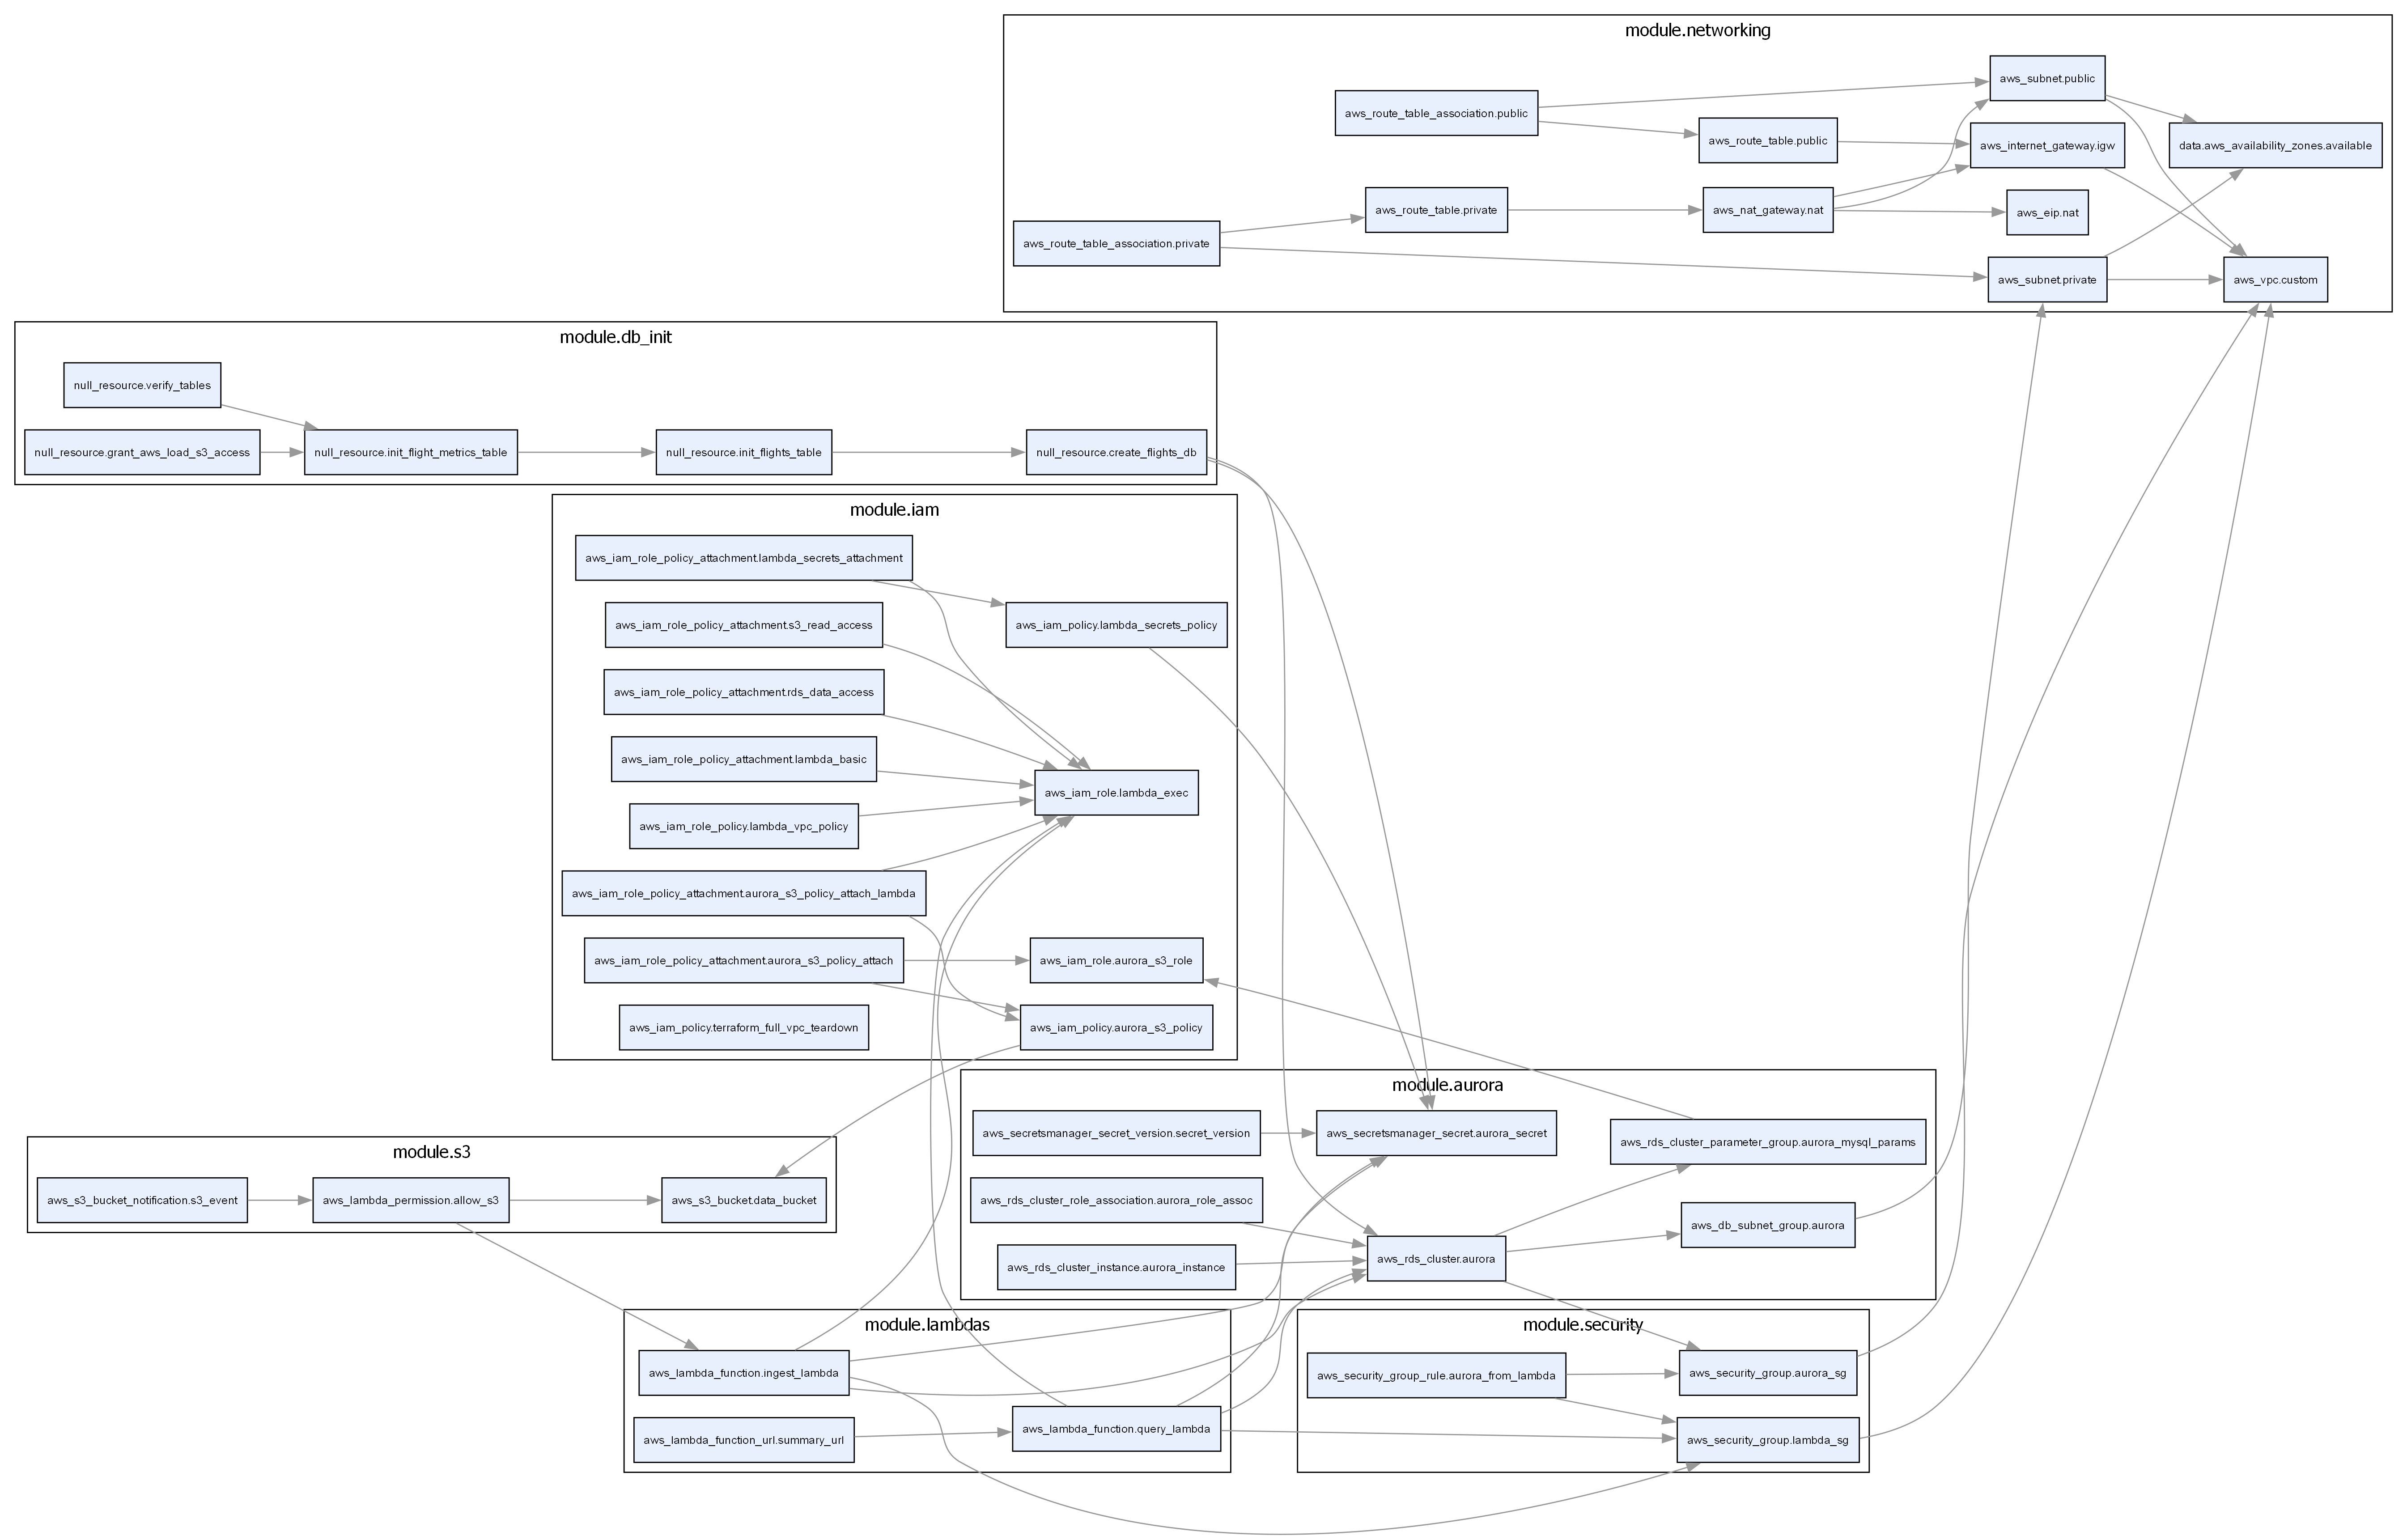 module.networking
aws_subnet.public
aws_route_table_association.public
aws_route_table.public
aws_internet_gateway.igw
data.aws_availability_zones.available
aws_route_table.private
aws_nat_gateway.nat
aws_eip.nat
aws_route_table_association.private
aws_subnet.private
aws_vpc.custom
module.db_init
null_resource.verify_tables
null_resource.grant_aws_load_s3_access
null_resource.init_flight_metrics_table
null_resource.init_flights_table
null_resource.create_flights_db
module.iam
aws_iam_role_policy_attachment.lambda_secrets_attachment
aws_iam_role_policy_attachment.s3_read_access
aws_iam_policy.lambda_secrets_policy
aws_iam_role_policy_attachment.rds_data_access
aws_iam_role_policy_attachment.lambda_basic
aws_iam_role.lambda_exec
aws_iam_role_policy.lambda_vpc_policy
aws_iam_role_policy_attachment.aurora_s3_policy_attach_lambda
aws_iam_role_policy_attachment.aurora_s3_policy_attach
aws_iam_role.aurora_s3_role
aws_iam_policy.terraform_full_vpc_teardown
aws_iam_policy.aurora_s3_policy
module.aurora
aws_secretsmanager_secret_version.secret_version
aws_secretsmanager_secret.aurora_secret
aws_rds_cluster_parameter_group.aurora_mysql_params
aws_rds_cluster_role_association.aurora_role_assoc
aws_db_subnet_group.aurora
aws_rds_cluster_instance.aurora_instance
aws_rds_cluster.aurora
module.s3
aws_s3_bucket_notification.s3_event
aws_lambda_permission.allow_s3
aws_s3_bucket.data_bucket
module.lambdas
aws_lambda_function.ingest_lambda
aws_lambda_function_url.summary_url
aws_lambda_function.query_lambda
module.security
aws_security_group_rule.aurora_from_lambda
aws_security_group.aurora_sg
aws_security_group.lambda_sg